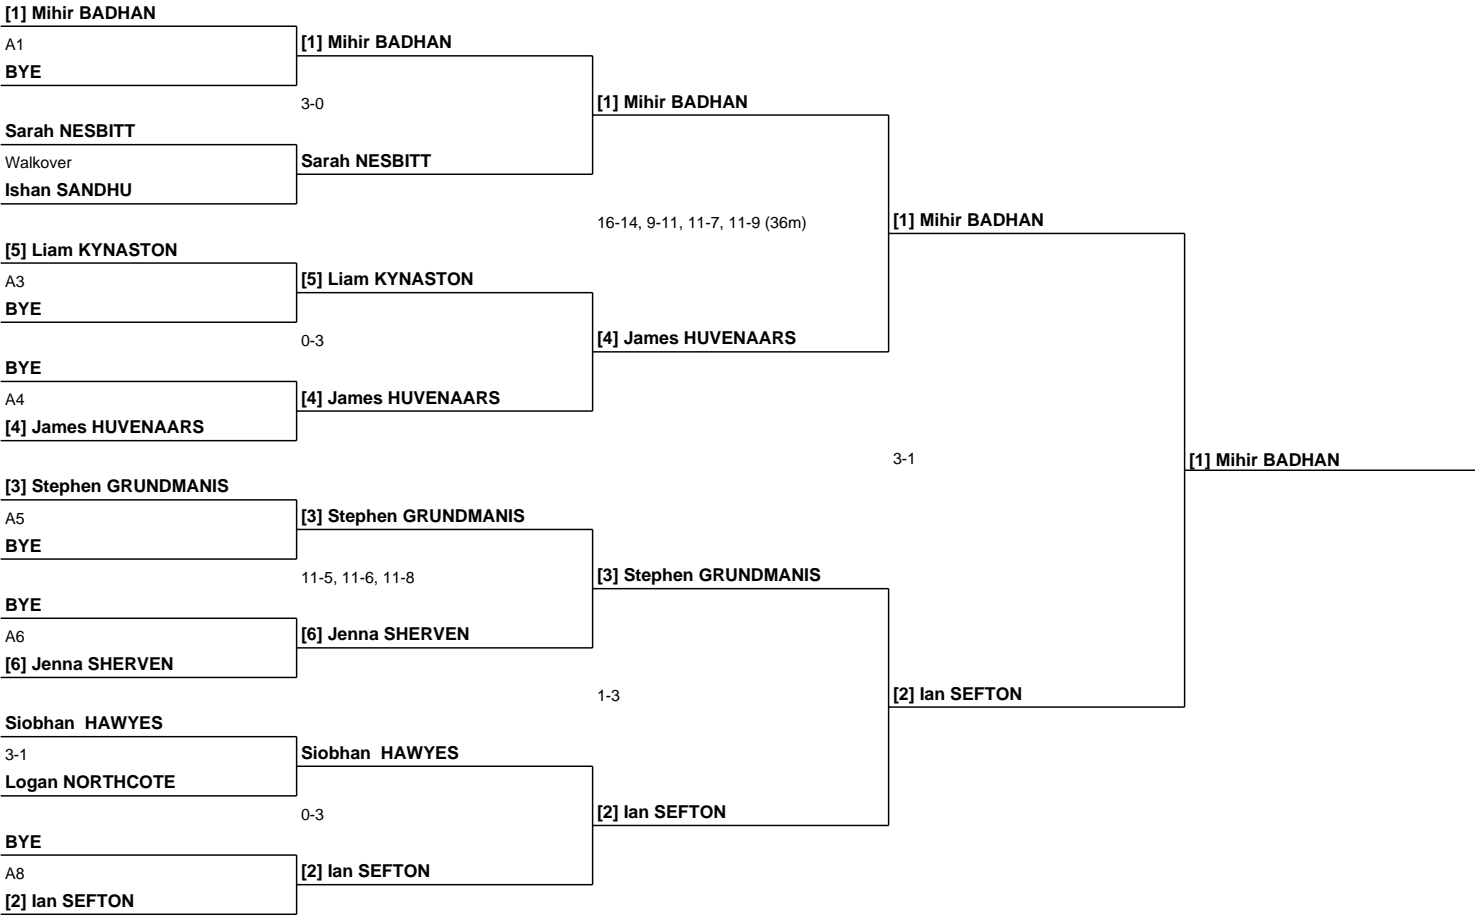 [1] Mihir BADHAN
A1
BYE
[1] Mihir BADHAN
3-0
Sarah NESBITT
Walkover
Ishan SANDHU
Sarah NESBITT
[1] Mihir BADHAN
16-14, 9-11, 11-7, 11-9 (36m)
[5] Liam KYNASTON
A3
BYE
[5] Liam KYNASTON
0-3
BYE
A4
[4] James HUVENAARS
[4] James HUVENAARS
[4] James HUVENAARS
[1] Mihir BADHAN
3-1
[1] Mihir BADHAN
[3] Stephen GRUNDMANIS
A5
BYE
[3] Stephen GRUNDMANIS
11-5, 11-6, 11-8
BYE
A6
[6] Jenna SHERVEN
[6] Jenna SHERVEN
[3] Stephen GRUNDMANIS
1-3
[2] Ian SEFTON
Siobhan  HAWYES
3-1
Logan NORTHCOTE
Siobhan  HAWYES
0-3
BYE
A8
[2] Ian SEFTON
[2] Ian SEFTON
[2] Ian SEFTON